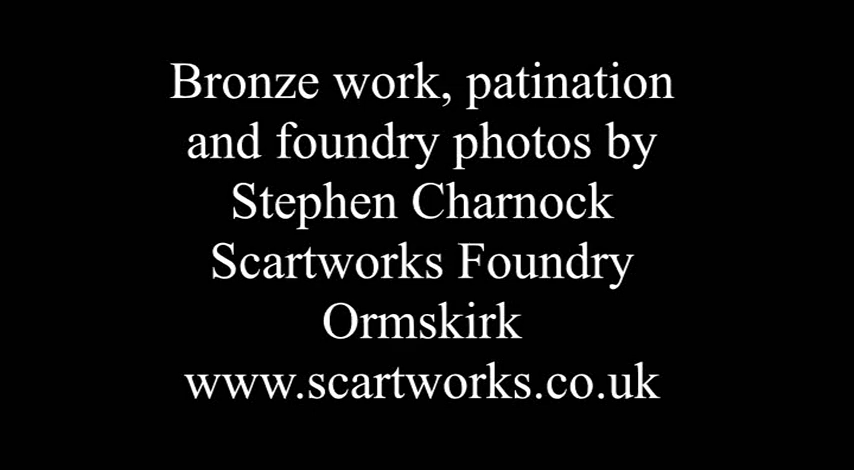 Bronze work, patination
and foundry photos by
Stephen Charnock
Scartworks Foundry
Ormskirk
www.scartworks.co.uk